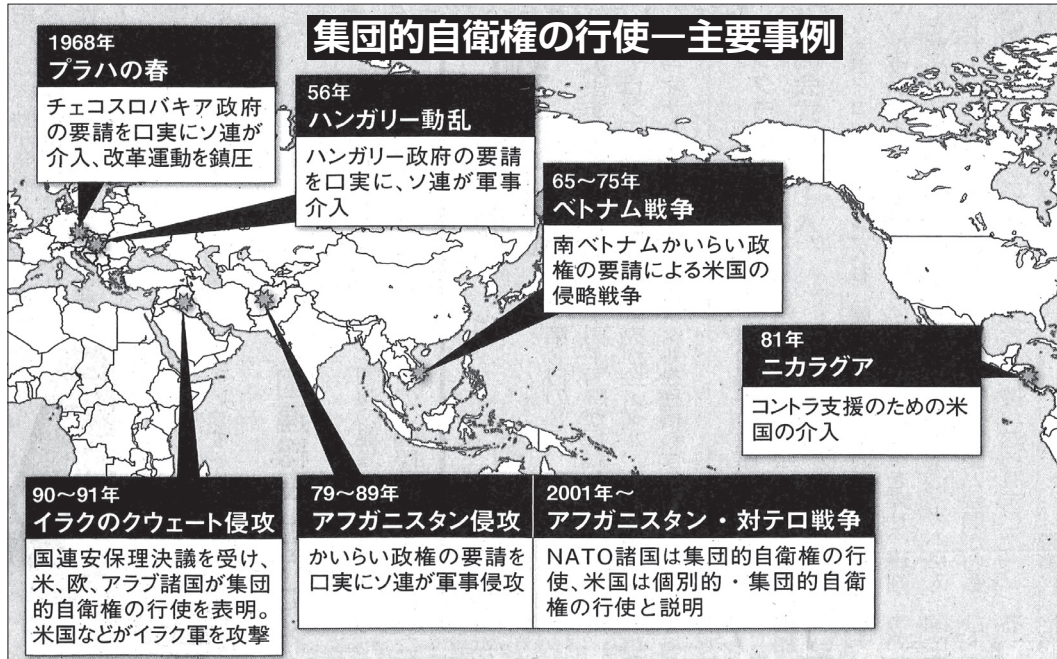 集団的自衛権の行使―主要事例
1968年
プラハの春
チェコスロバキア政府
の要請を口実にソ連が
介入、改革運動を鎮圧
56年
ハンガリー動乱
ハンガリー政府の要請
を口実に、ソ連が軍事
介入
65〜75年
ベトナム戦争
南ベトナムかいらい政
権の要請による米国の
侵略戦争
81年
ニカラグア
コントラ支援のための米
国の介入
90〜91年
イラクのクウェート侵攻
国連安保理決議を受け、
米、欧、アラブ諸国が集団
的自衛権の行使を表明。
米国などがイラク軍を攻撃
79〜89年
アフガニスタン侵攻
かいらい政権の要請を
口実にソ連が軍事侵攻
2001年〜
アフガニスタン・対テロ戦争
NATO諸国は集団的自衛権の行
使、米国は個別的・集団的自衛
権の行使と説明